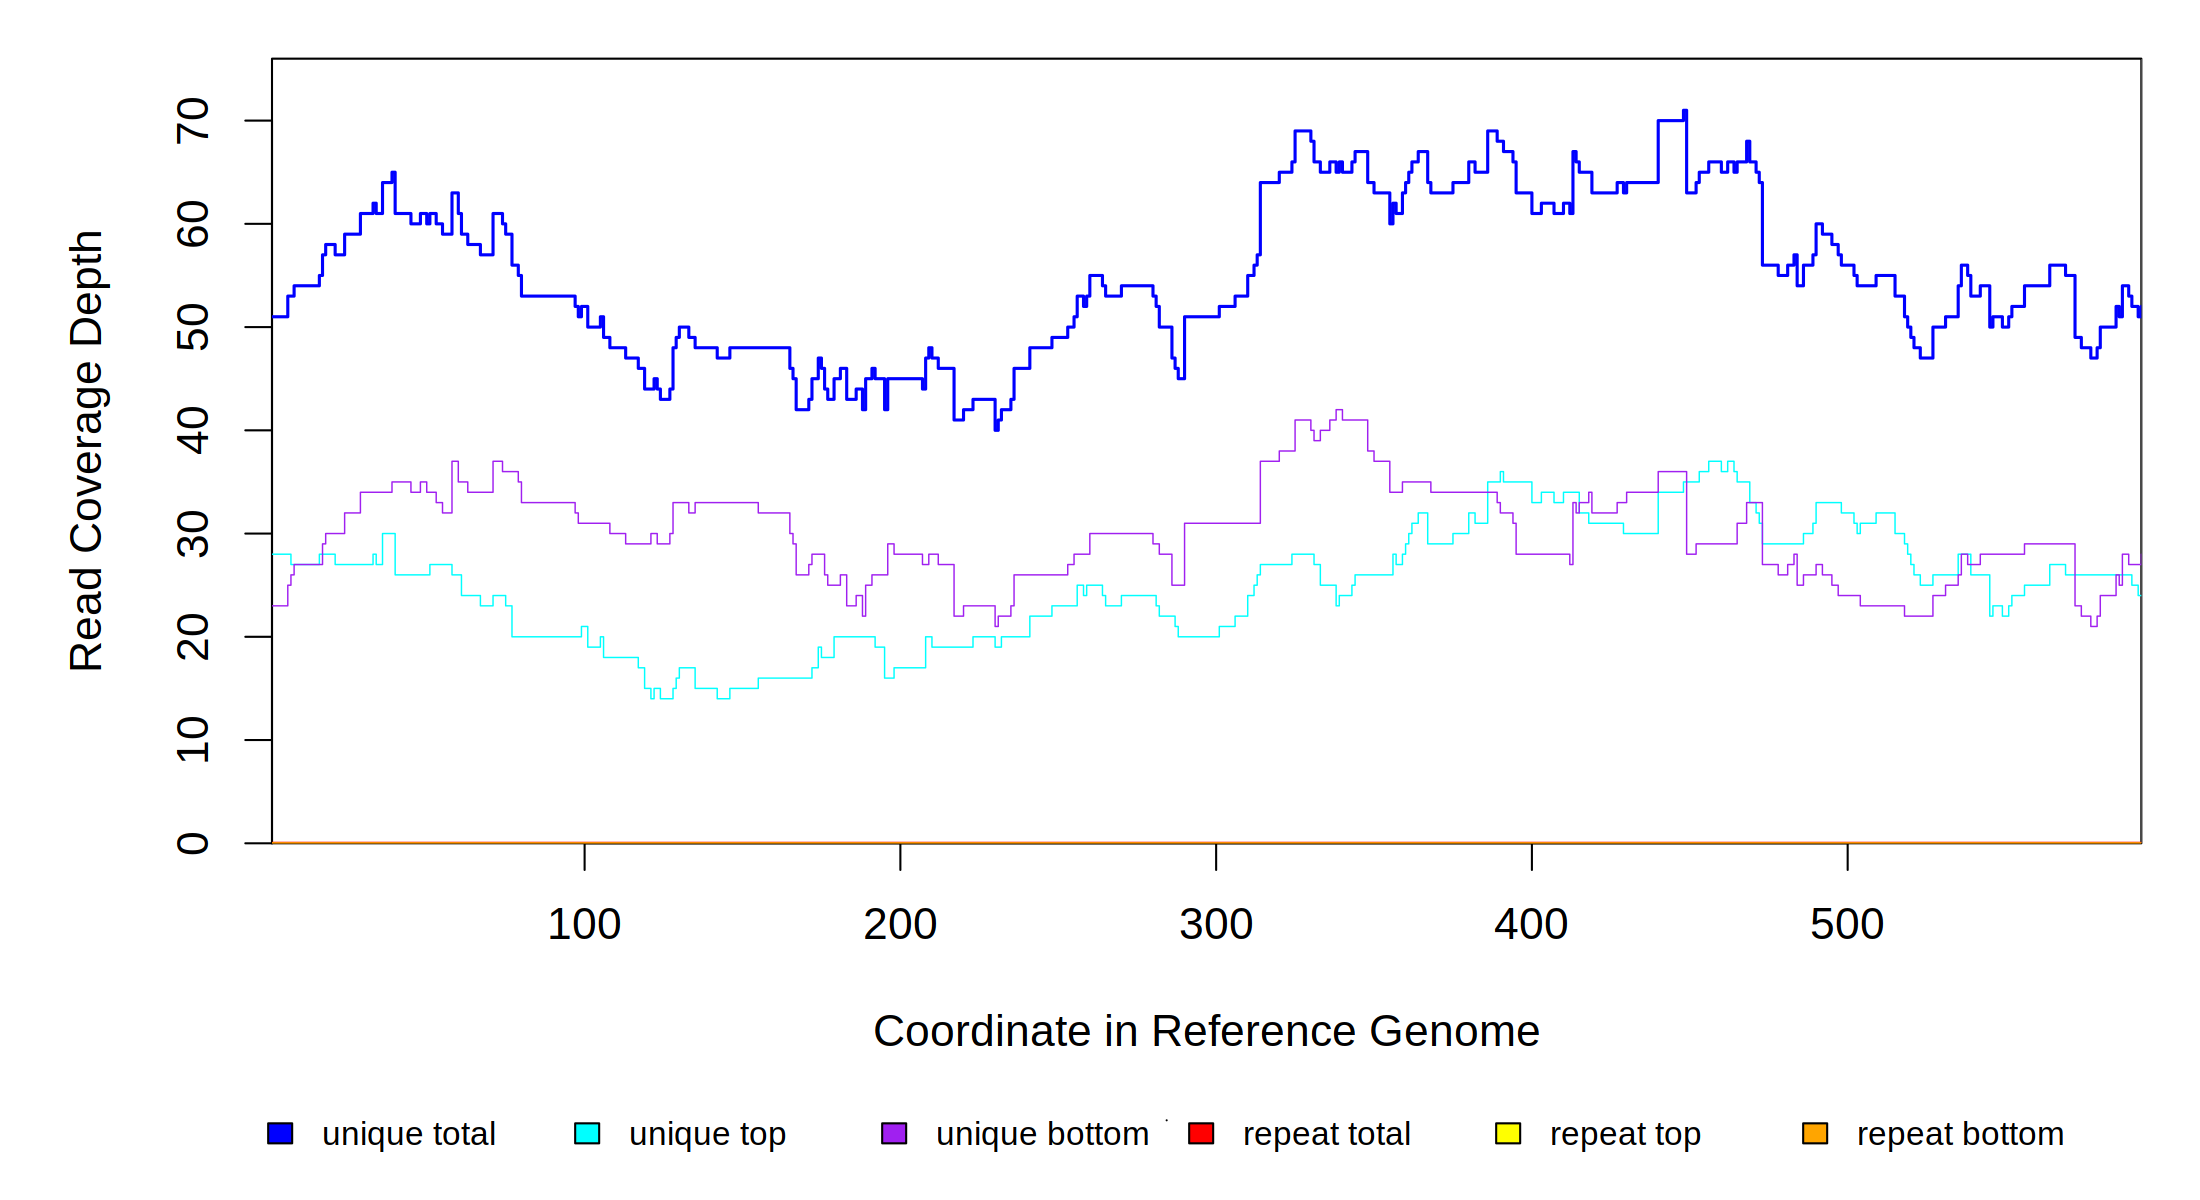 Read Coverage Depth
70
60
50
40
30
20
10
0
100 200 300 400 500
Coordinate in Reference Genome
unique total unique top unique bottom repeat total repeat top repeat bottom